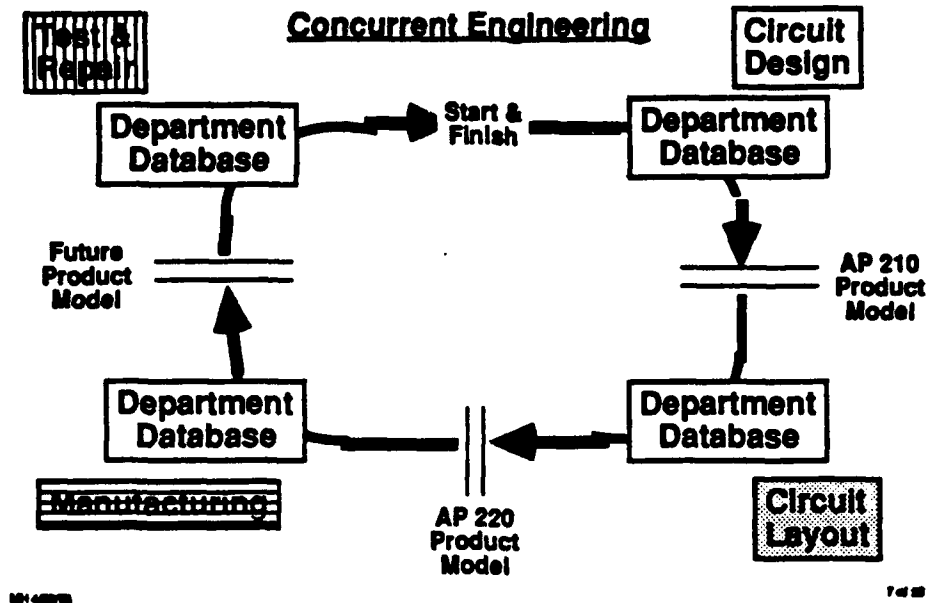 Concurrent Engineering
Test &
Repair
Circuit
Design
Department
Database
Start &
Finish
Department
Database
Future
Product
Model
AP 210
Product
Model
Department
Database
Department
Database
Manufacturing
AP 220
Product
Model
Circuit
Layout